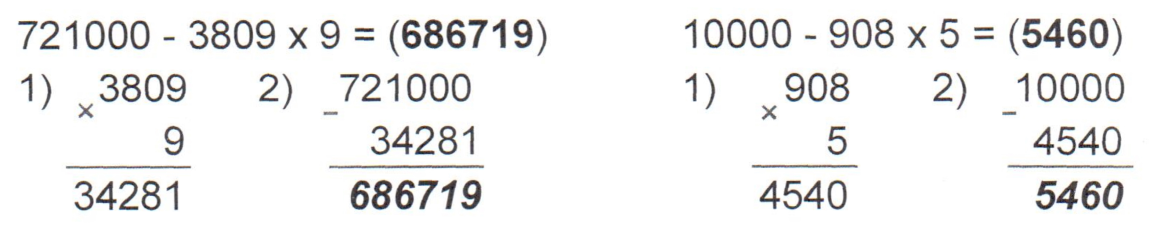 721000 - 3809 x 9 = (686719) 10000 - 908 x 5 = (5460)
1) 3809 2) 721000 1) 908 2) 10000
× − × −
9 34281 5 4540
34281 686719 4540 5460